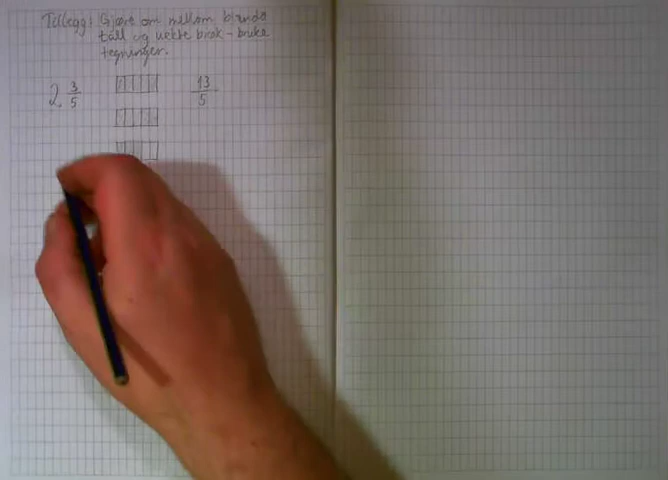 Tillegg: Gjøre om mellom blanda
tall og uekte brøk - bruke
tegninger.
2 3/5 13/5